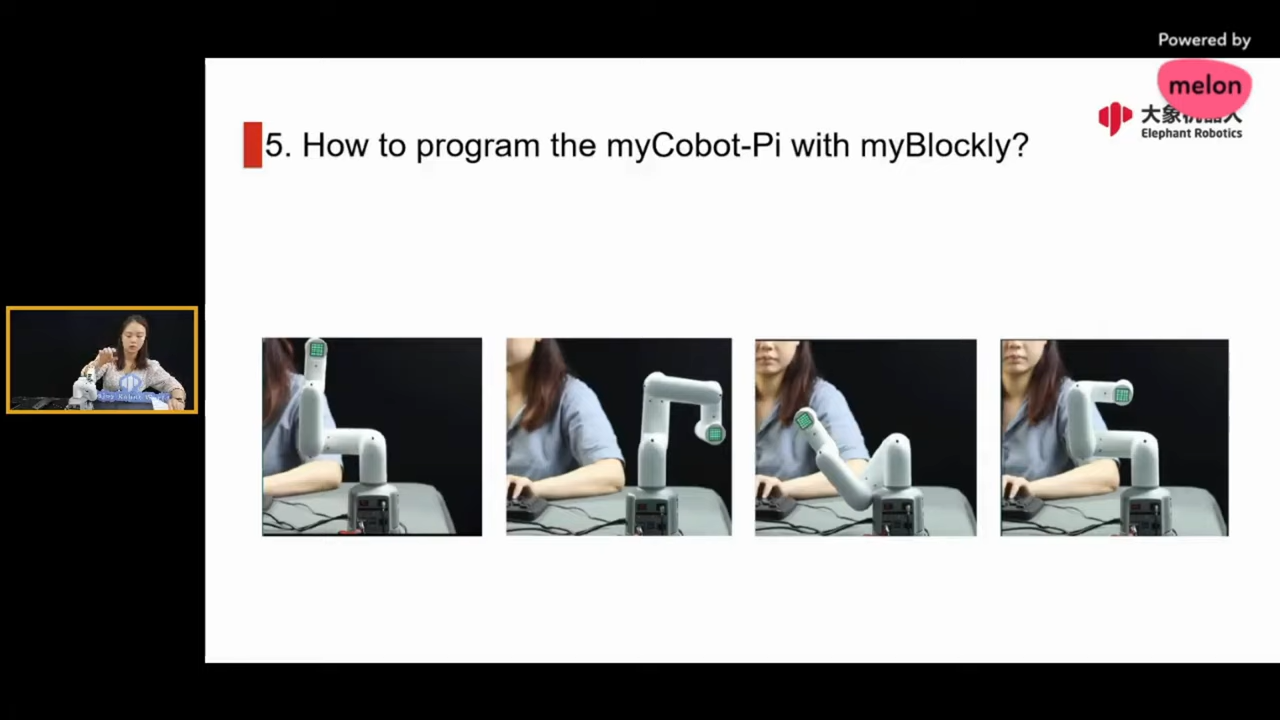 Powered by
melon
大象机器人
Elephant Robotics
5. How to program the myCobot-Pi with myBlockly?